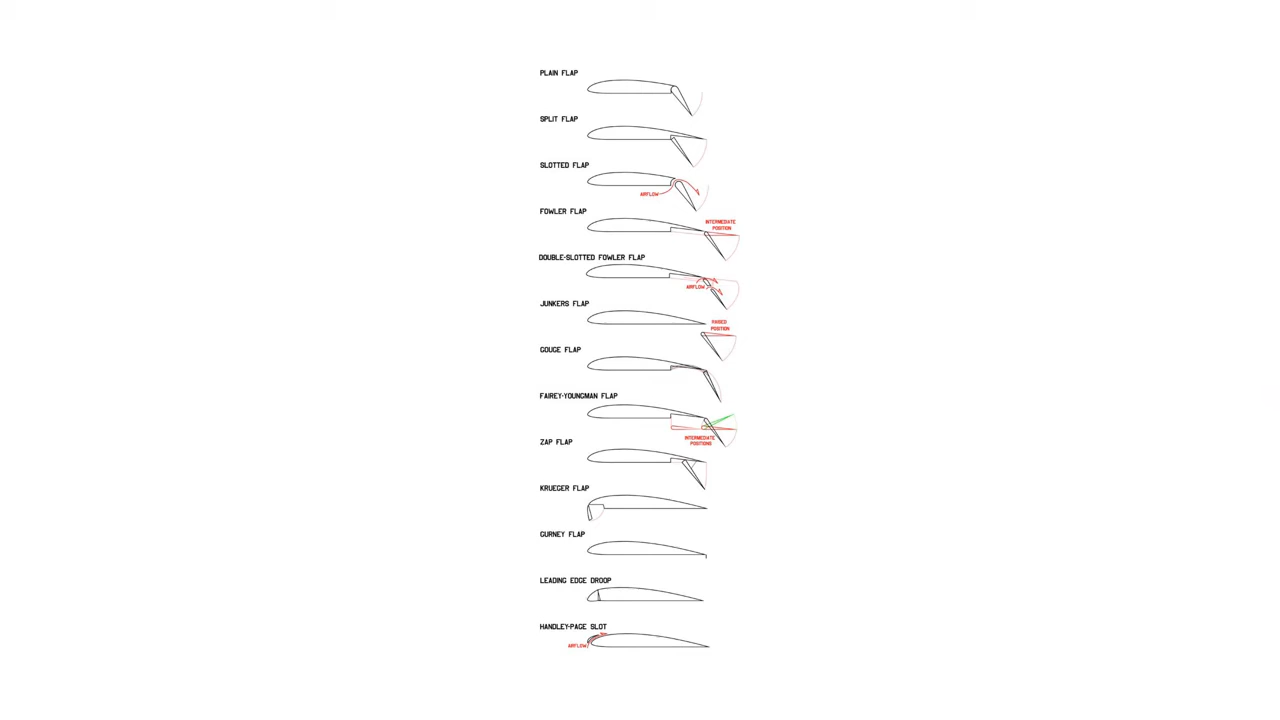 PLAIN FLAP
SPLIT FLAP
SLOTTED FLAP
AIRFLOW
FOWLER FLAP
INTERMEDIATE
POSITION
DOUBLE-SLOTTED FOWLER FLAP
AIRFLOW
JUNKERS FLAP
RAISED
POSITION
GOUGE FLAP
FAIREY-YOUNGMAN FLAP
INTERMEDIATE
POSITIONS
ZAP FLAP
KRUEGER FLAP
GURNEY FLAP
LEADING EDGE DROOP
HANDLEY-PAGE SLOT
AIRFLOW